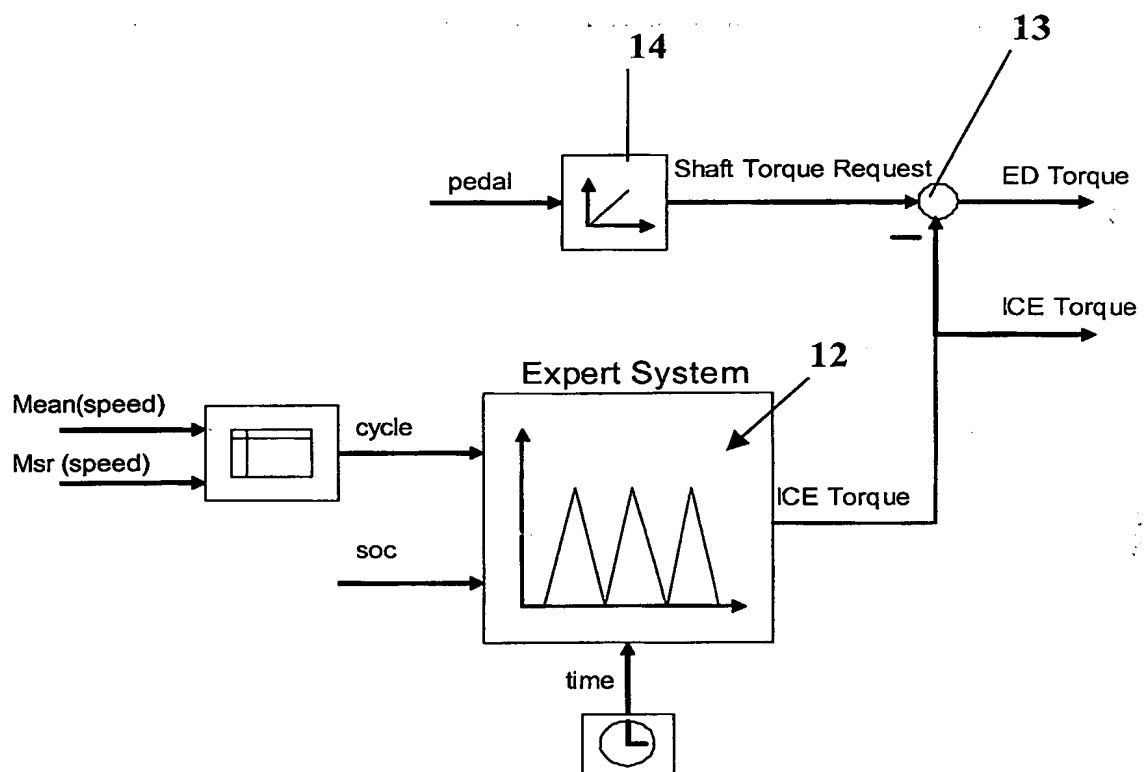 13
14
pedal
Shaft Torque Request
ED Torque
ICE Torque
Expert System
12
Mean(speed)
cycle
Msr (speed)
ICE Torque
soc
time